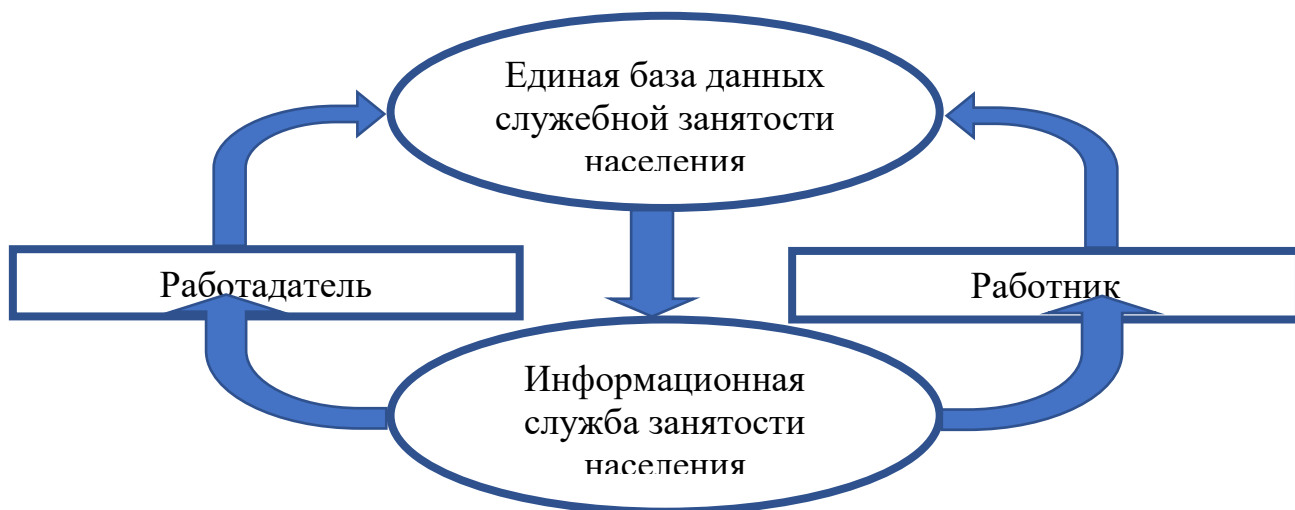 Единая база данных
служебной занятости
населения
Работадатель
Работник
Информационная
служба занятости
населения